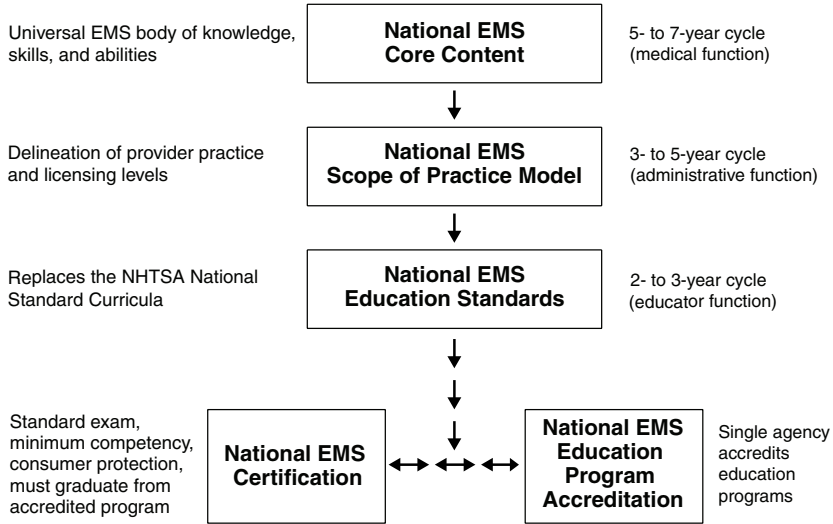 Universal EMS body of knowledge,
skills, and abilities
National EMS
Core Content
5- to 7-year cycle
(medical function)
Delineation of provider practice
and licensing levels
National EMS
Scope of Practice Model
3- to 5-year cycle
(administrative function)
Replaces the NHTSA National
Standard Curricula
National EMS
Education Standards
2- to 3-year cycle
(educator function)
Standard exam,
minimum competency,
consumer protection,
must graduate from
accredited program
National EMS
Certification
National EMS
Education
Program
Accreditation
Single agency
accredits
education
programs